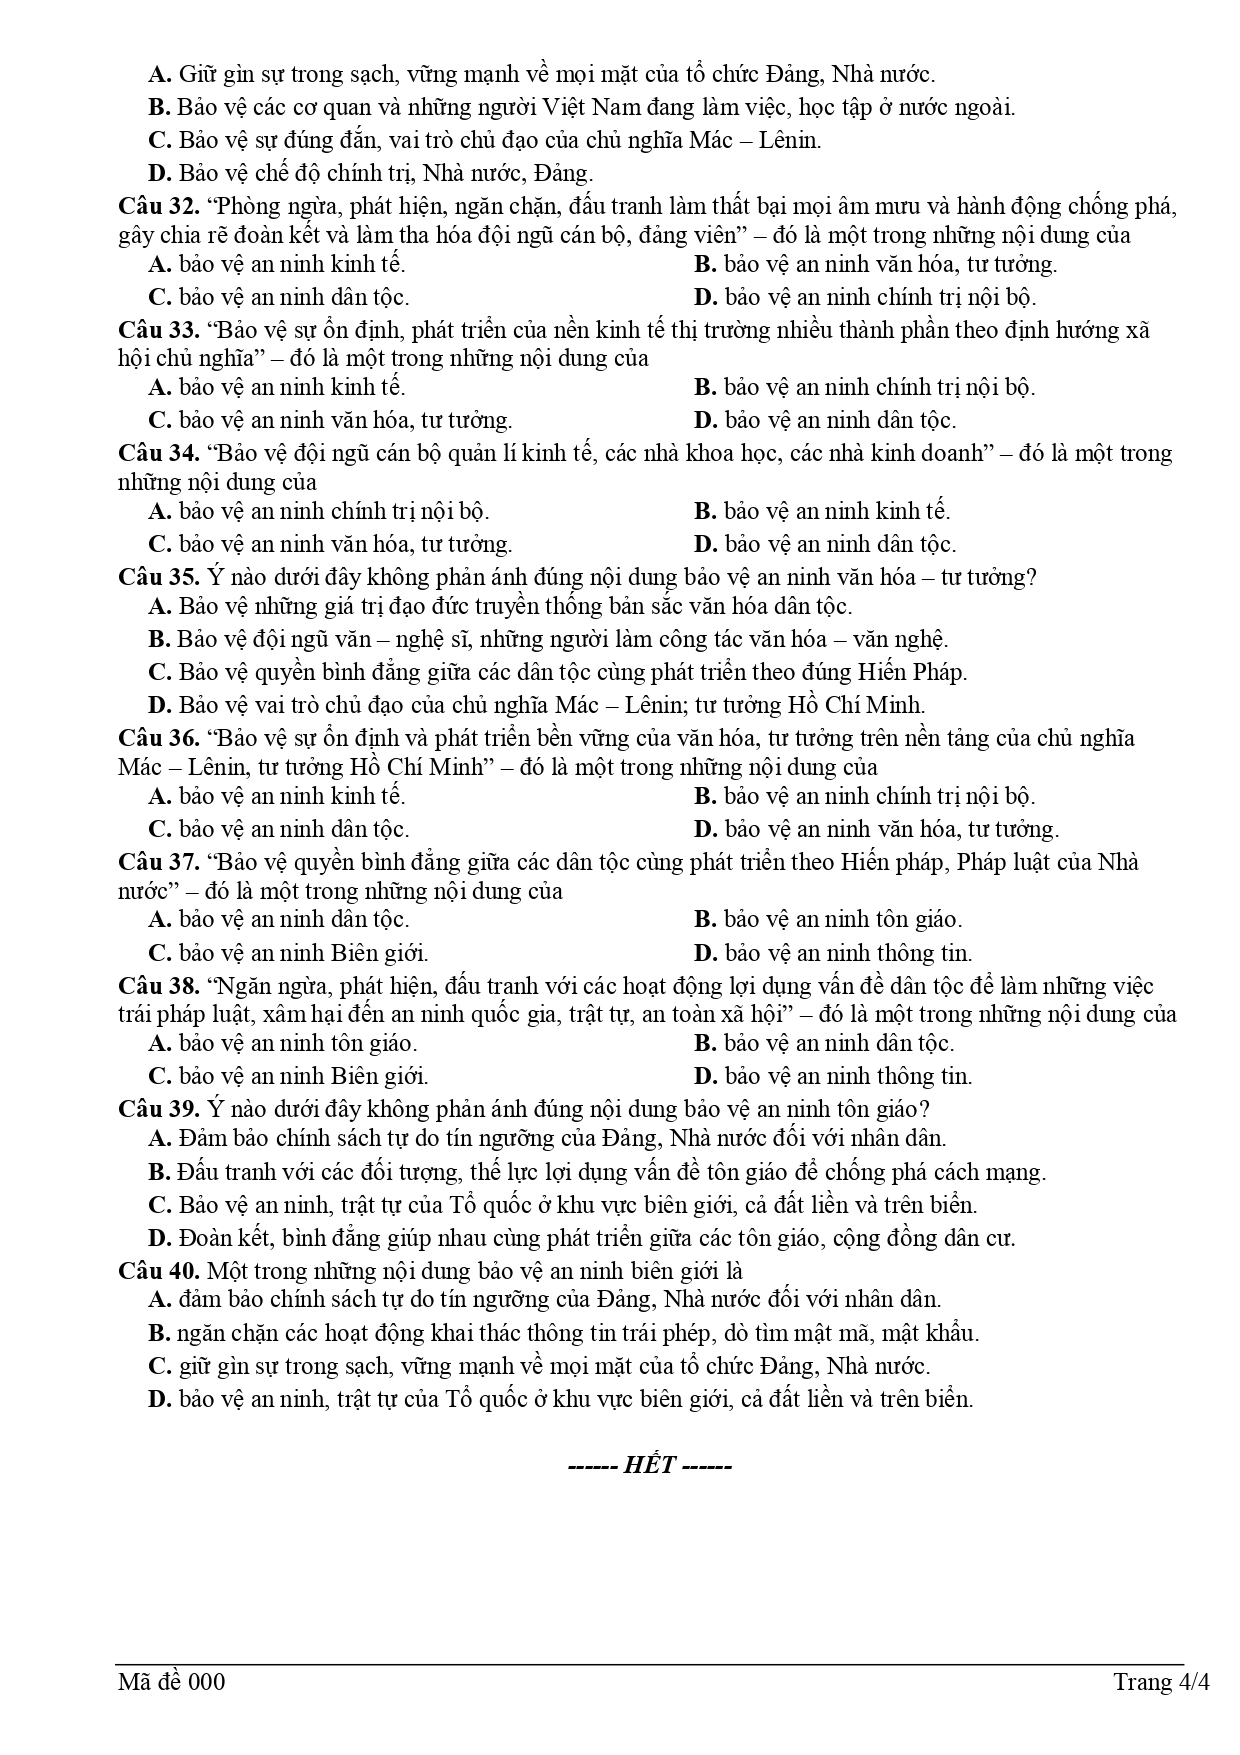 A. Giữ gìn sự trong sạch, vững mạnh về mọi mặt của tổ chức Đảng, Nhà nước.
B. Bảo vệ các cơ quan và những người Việt Nam đang làm việc, học tập ở nước ngoài.
C. Bảo vệ sự đúng đắn, vai trò chủ đạo của chủ nghĩa Mác – Lênin.
D. Bảo vệ chế độ chính trị, Nhà nước, Đảng.
Câu 32. “Phòng ngừa, phát hiện, ngăn chặn, đấu tranh làm thất bại mọi âm mưu và hành động chống phá,
gây chia rẽ đoàn kết và làm tha hóa đội ngũ cán bộ, đảng viên” – đó là một trong những nội dung của
A. bảo vệ an ninh kinh tế. B. bảo vệ an ninh văn hóa, tư tưởng.
C. bảo vệ an ninh dân tộc. D. bảo vệ an ninh chính trị nội bộ.
Câu 33. “Bảo vệ sự ổn định, phát triển của nền kinh tế thị trường nhiều thành phần theo định hướng xã
hội chủ nghĩa” – đó là một trong những nội dung của
A. bảo vệ an ninh kinh tế. B. bảo vệ an ninh chính trị nội bộ.
C. bảo vệ an ninh văn hóa, tư tưởng. D. bảo vệ an ninh dân tộc.
Câu 34. “Bảo vệ đội ngũ cán bộ quản lí kinh tế, các nhà khoa học, các nhà kinh doanh” – đó là một trong
những nội dung của
A. bảo vệ an ninh chính trị nội bộ. B. bảo vệ an ninh kinh tế.
C. bảo vệ an ninh văn hóa, tư tưởng. D. bảo vệ an ninh dân tộc.
Câu 35. Ý nào dưới đây không phản ánh đúng nội dung bảo vệ an ninh văn hóa – tư tưởng?
A. Bảo vệ những giá trị đạo đức truyền thống bản sắc văn hóa dân tộc.
B. Bảo vệ đội ngũ văn – nghệ sĩ, những người làm công tác văn hóa – văn nghệ.
C. Bảo vệ quyền bình đẳng giữa các dân tộc cùng phát triển theo đúng Hiến Pháp.
D. Bảo vệ vai trò chủ đạo của chủ nghĩa Mác – Lênin; tư tưởng Hồ Chí Minh.
Câu 36. “Bảo vệ sự ổn định và phát triển bền vững của văn hóa, tư tưởng trên nền tảng của chủ nghĩa
Mác – Lênin, tư tưởng Hồ Chí Minh” – đó là một trong những nội dung của
A. bảo vệ an ninh kinh tế. B. bảo vệ an ninh chính trị nội bộ.
C. bảo vệ an ninh dân tộc. D. bảo vệ an ninh văn hóa, tư tưởng.
Câu 37. “Bảo vệ quyền bình đẳng giữa các dân tộc cùng phát triển theo Hiến pháp, Pháp luật của Nhà
nước” – đó là một trong những nội dung của
A. bảo vệ an ninh dân tộc. B. bảo vệ an ninh tôn giáo.
C. bảo vệ an ninh Biên giới. D. bảo vệ an ninh thông tin.
Câu 38. “Ngăn ngừa, phát hiện, đấu tranh với các hoạt động lợi dụng vấn đề dân tộc để làm những việc
trái pháp luật, xâm hại đến an ninh quốc gia, trật tự, an toàn xã hội” – đó là một trong những nội dung của
A. bảo vệ an ninh tôn giáo. B. bảo vệ an ninh dân tộc.
C. bảo vệ an ninh Biên giới. D. bảo vệ an ninh thông tin.
Câu 39. Ý nào dưới đây không phản ánh đúng nội dung bảo vệ an ninh tôn giáo?
A. Đảm bảo chính sách tự do tín ngưỡng của Đảng, Nhà nước đối với nhân dân.
B. Đấu tranh với các đối tượng, thế lực lợi dụng vấn đề tôn giáo để chống phá cách mạng.
C. Bảo vệ an ninh, trật tự của Tổ quốc ở khu vực biên giới, cả đất liền và trên biển.
D. Đoàn kết, bình đẳng giúp nhau cùng phát triển giữa các tôn giáo, cộng đồng dân cư.
Câu 40. Một trong những nội dung bảo vệ an ninh biên giới là
A. đảm bảo chính sách tự do tín ngưỡng của Đảng, Nhà nước đối với nhân dân.
B. ngăn chặn các hoạt động khai thác thông tin trái phép, dò tìm mật mã, mật khẩu.
C. giữ gìn sự trong sạch, vững mạnh về mọi mặt của tổ chức Đảng, Nhà nước.
D. bảo vệ an ninh, trật tự của Tổ quốc ở khu vực biên giới, cả đất liền và trên biển.
------ HẾT ------
Mã đề 000 Trang 4/4